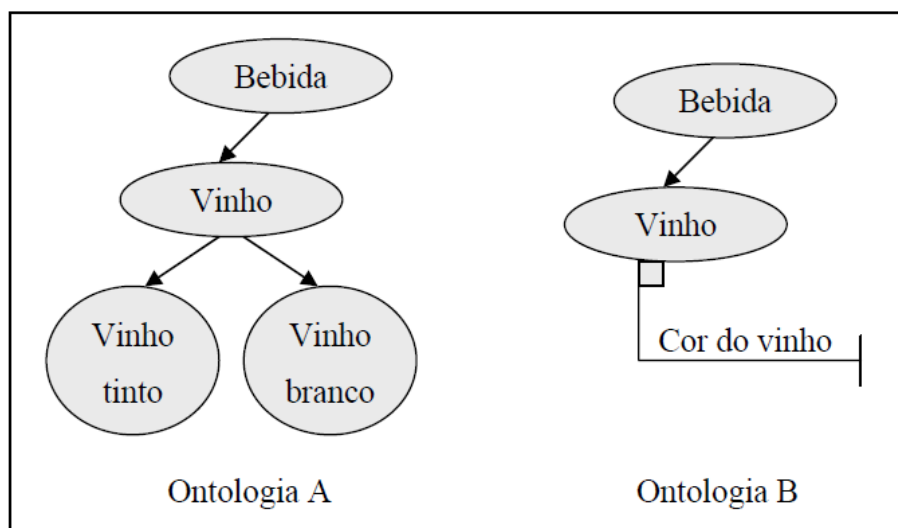 Bebida
Vinho
Vinho
tinto
Vinho
branco
Ontologia A
Bebida
Vinho
Cor do vinho
Ontologia B